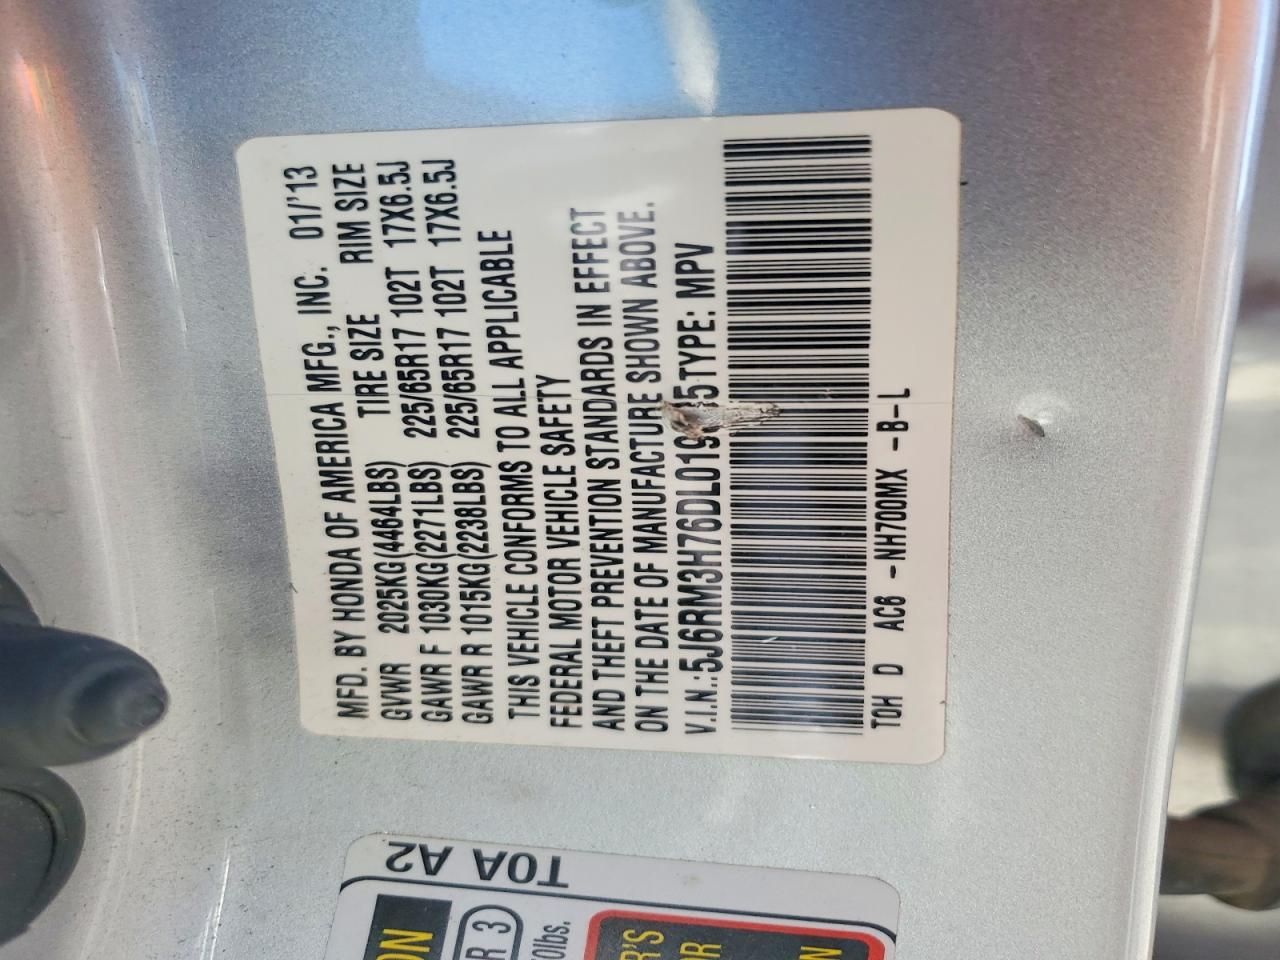 MFD. BY HONDA OF AMERICA MFG., INC. 01/'13
TIRE SIZE RIM SIZE
GVWR 2025KG(4464LBS)
GAWR F 1030KG(2271LBS) 225/65R17 102T 17X6.5J
GAWR R 1015KG(2238LBS) 225/65R17 102T 17X6.5J
THIS VEHICLE CONFORMS TO ALL APPLICABLE
FEDERAL MOTOR VEHICLE SAFETY
AND THEFT PREVENTION STANDARDS IN EFFECT
ON THE DATE OF MANUFACTURE SHOWN ABOVE.
V.I.N.: TYPE: MPV
TQH D AC6 -NH700MX -B-L
T0A A2
R 3